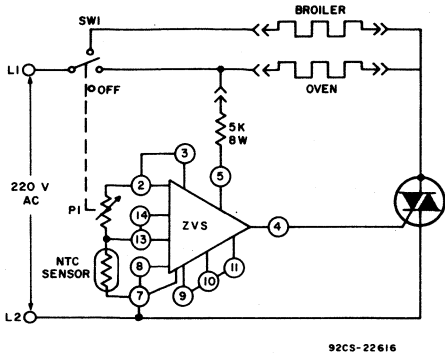 BROILER
SW1
L1
OFF
OVEN
5K
8W
3
2
5
220 V
AC
P1
14
13
ZVS
4
NTC
SENSOR
8
7
9
10
11
L2
92CS-22616